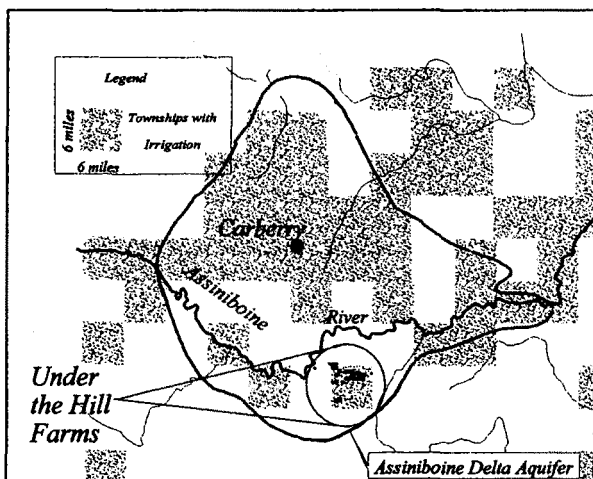 Legend
6 miles
Townships with
Irrigation
6 miles
Carberry
Assiniboine
River
Under
the Hill
Farms
Assiniboine Delta Aquifer